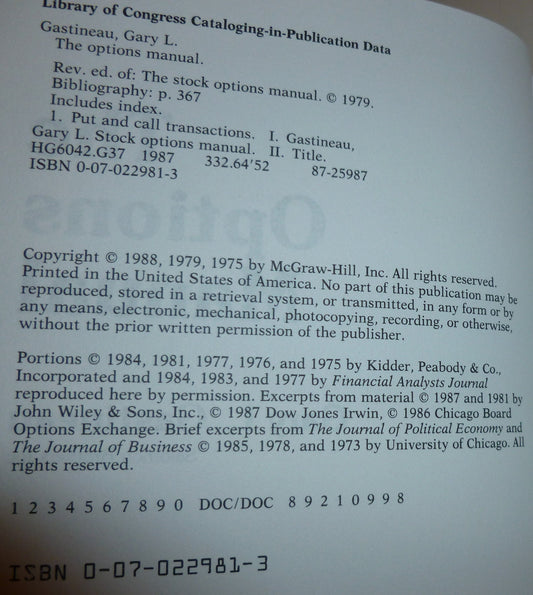 Library of Congress Cataloging-in-Publication Data
Gastineau, Gary L.
The options manual.
Rev. ed. of: The stock options manual. © 1979.
Bibliography: p. 367
Includes index.
1. Put and call transactions. I. Gastineau,
Gary L. Stock options manual. II. Title.
HG6042.G37 1987 332.64'52 87-25987
ISBN 0-07-022981-3
Options
Copyright © 1988, 1979, 1975 by McGraw-Hill, Inc. All rights reserved.
Printed in the United States of America. No part of this publication may be
reproduced, stored in a retrieval system, or transmitted, in any form or by
any means, electronic, mechanical, photocopying, recording, or otherwise,
without the prior written permission of the publisher.
Portions © 1984, 1981, 1977, 1976, and 1975 by Kidder, Peabody & Co.,
Incorporated and 1984, 1983, and 1977 by Financial Analysts Journal
reproduced here by permission. Excerpts from material © 1987 and 1981 by
John Wiley & Sons, Inc., © 1987 Dow Jones Irwin, © 1986 Chicago Board
Options Exchange. Brief excerpts from The Journal of Political Economy and
The Journal of Business © 1985, 1978, and 1973 by University of Chicago. All
rights reserved.
1 2 3 4 5 6 7 8 9 0 DOC/DOC 8 9 2 1 0 9 9 8
ISBN 0-07-022981-3